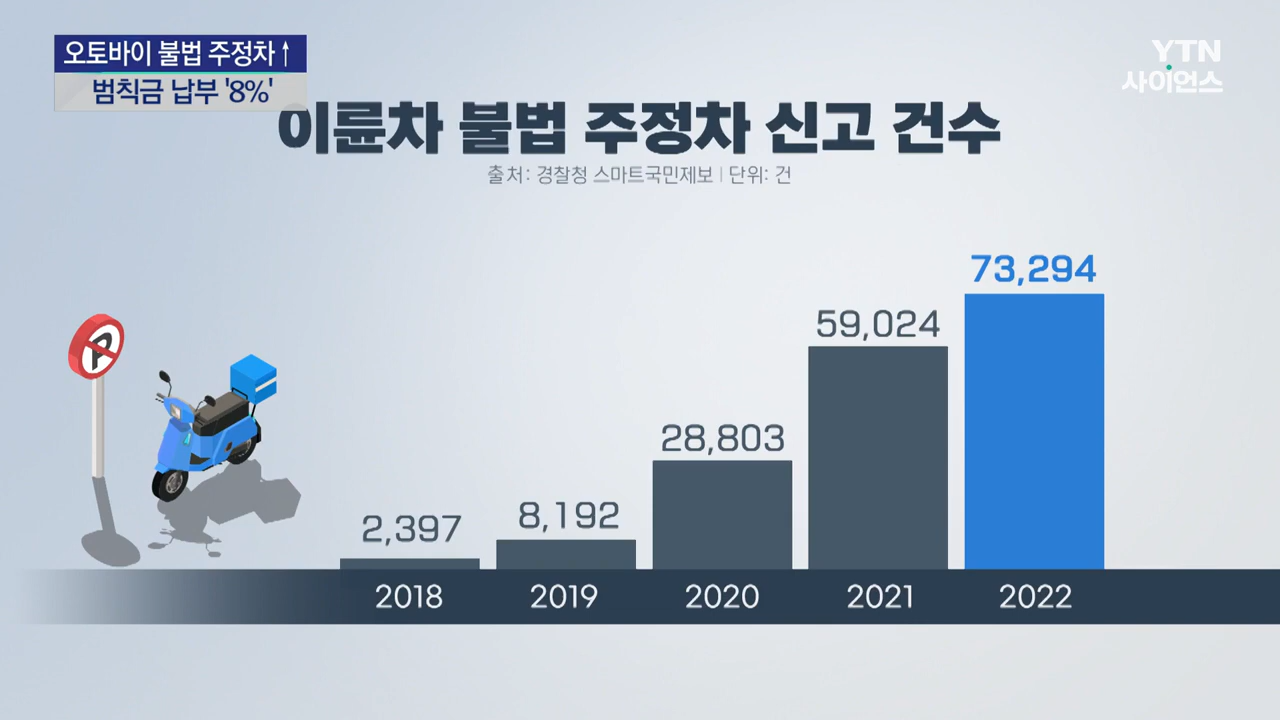 오토바이 불법 주정차↑
범칙금 납부 '8%'
YTN
사이언스
이륜차 불법 주정차 신고 건수
출처: 경찰청 스마트국민제보 | 단위: 건
P
2,397
8,192
28,803
59,024
73,294
2018
2019
2020
2021
2022